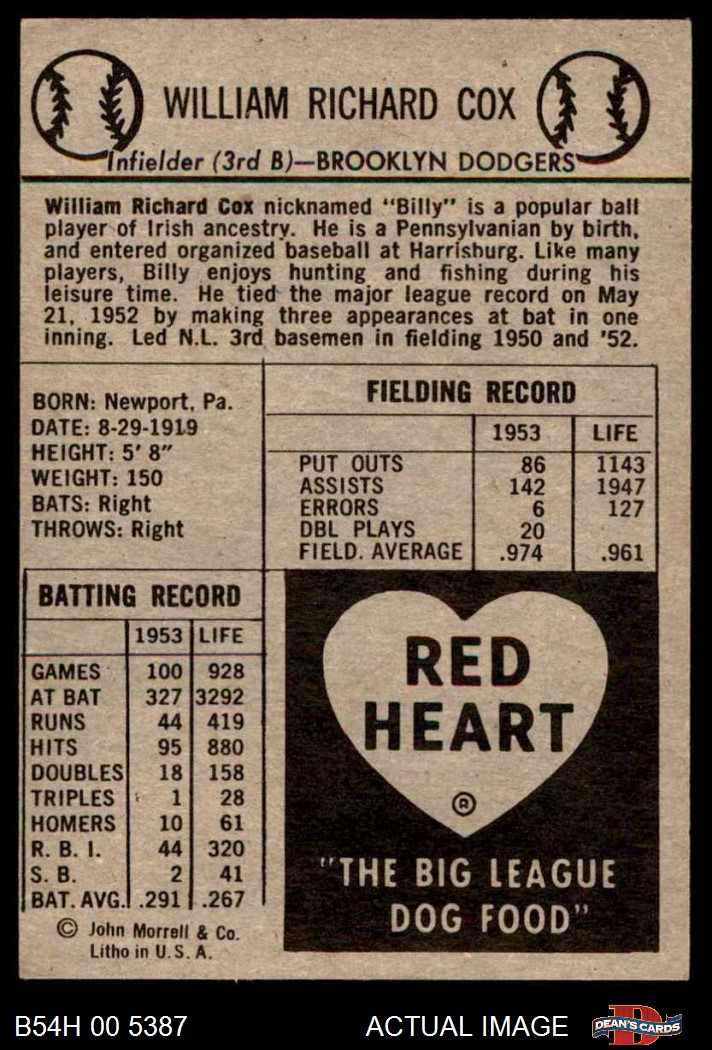 WILLIAM RICHARD COX
Infielder (3rd B)—BROOKLYN DODGERS
William Richard Cox nicknamed "Billy" is a popular ball
player of Irish ancestry. He is a Pennsylvanian by birth,
and entered organized baseball at Harrisburg. Like many
players, Billy enjoys hunting and fishing during his
leisure time. He tied the major league record on May
21, 1952 by making three appearances at bat in one
inning. Led N.L. 3rd basemen in fielding 1950 and '52.
BORN: Newport, Pa.
DATE: 8-29-1919
HEIGHT: 5' 8"
WEIGHT: 150
BATS: Right
THROWS: Right
FIELDING RECORD
1953 LIFE
PUT OUTS 86 1143
ASSISTS 142 1947
ERRORS 6 127
DBL PLAYS 20
FIELD. AVERAGE .974 .961
BATTING RECORD
1953 LIFE
GAMES 100 928
AT BAT 327 3292
RUNS 44 419
HITS 95 880
DOUBLES 18 158
TRIPLES 1 28
HOMERS 10 61
R. B. I. 44 320
S. B. 2 41
BAT. AVG. .291 .267
© John Morrell & Co.
Litho in U. S. A.
RED
HEART
®
"THE BIG LEAGUE
DOG FOOD"
B54H 00 5387 ACTUAL IMAGE
D
DEAN'S CARDS